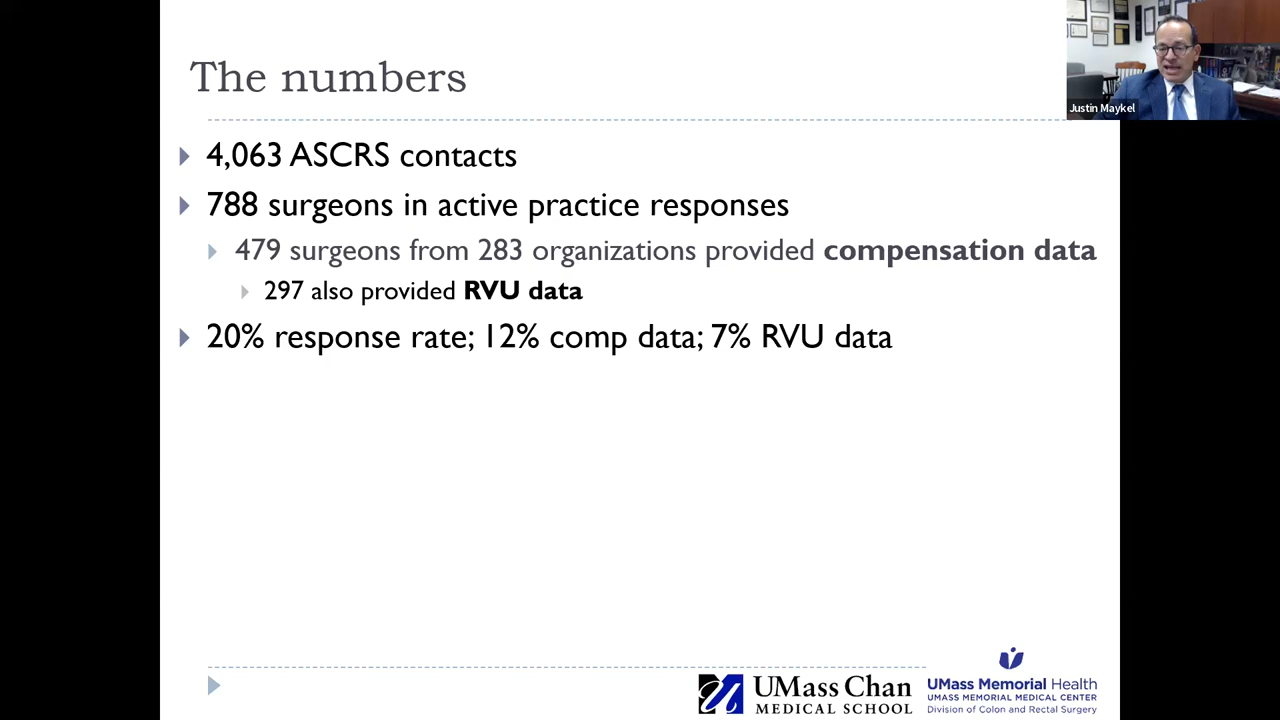 The numbers
Justin Maykel
4,063 ASCRS contacts
788 surgeons in active practice responses
479 surgeons from 283 organizations provided compensation data
297 also provided RVU data
20% response rate; 12% comp data; 7% RVU data
UMass Chan
MEDICAL SCHOOL
UMass Memorial Health
UMASS MEMORIAL MEDICAL CENTER
Division of Colon and Rectal Surgery